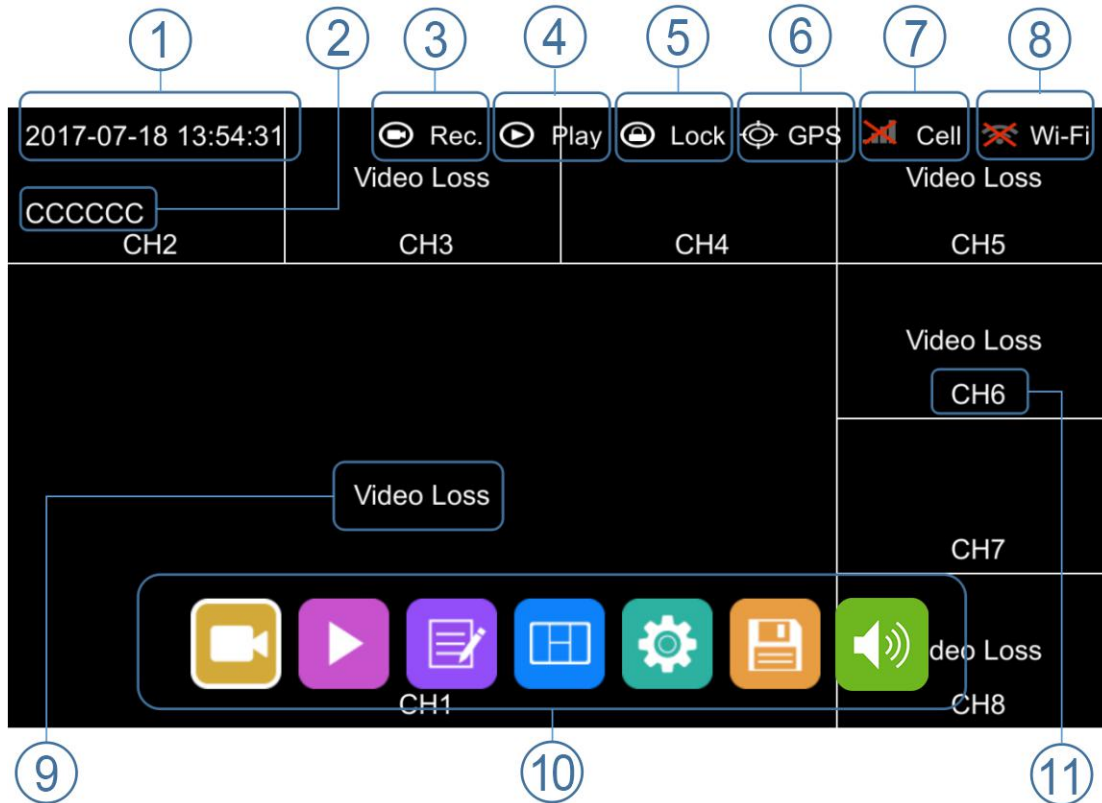 1 2 3 4 5 6 7 8
2017-07-18 13:54:31 Rec. Play Lock GPS Cell Wi-Fi
Video Loss Video Loss
CCCCCC
CH2 CH3 CH4 CH5
Video Loss
CH6
Video Loss
CH7
deo Loss
CH1 CH8
9 10 11